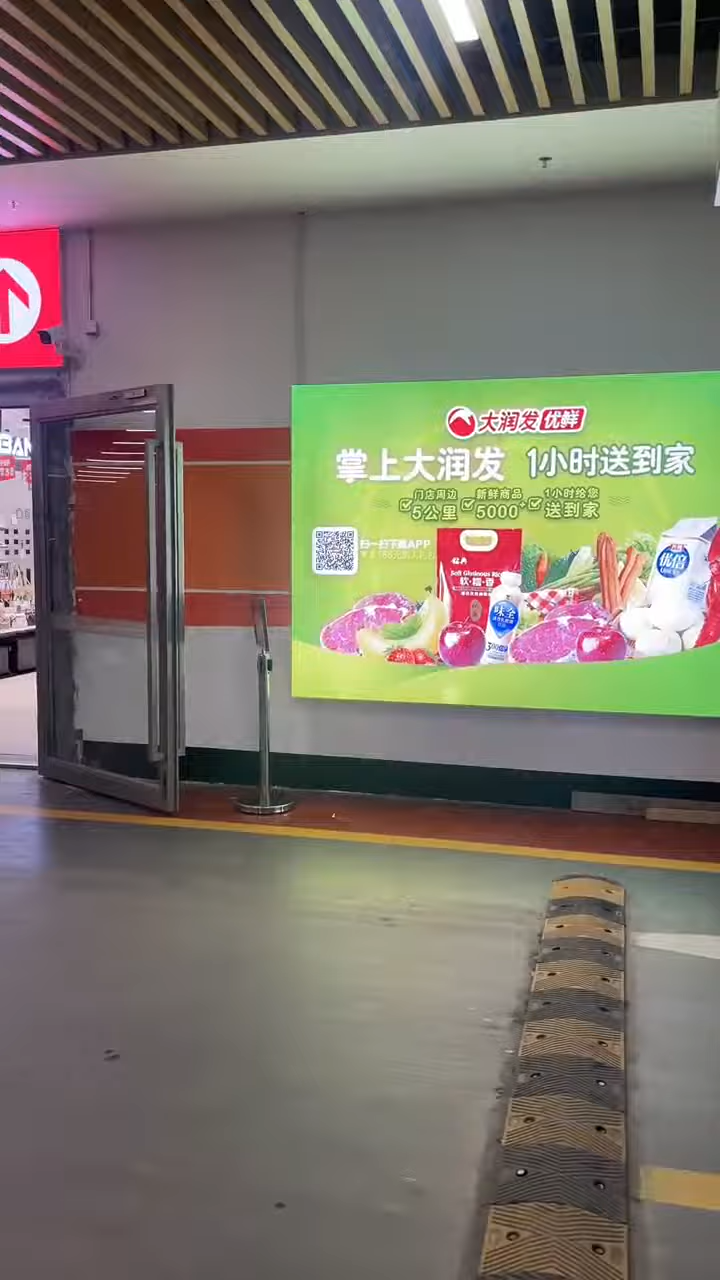 大润发优鲜
掌上大润发 1小时送到家
门店周边 新鲜商品 1小时给您
5公里 5000+ 送到家
扫一扫下载APP
Soft Glutinous Rice
软·糯·香
味全
优倍